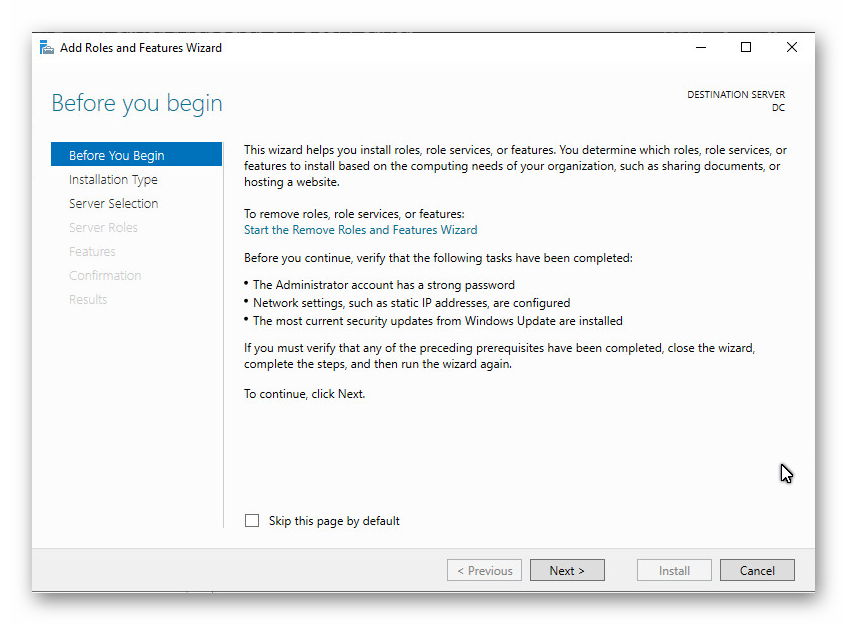 Add Roles and Features Wizard
Before you begin
DESTINATION SERVER
DC
Before You Begin
Installation Type
Server Selection
Server Roles
Features
Confirmation
Results
This wizard helps you install roles, role services, or features. You determine which roles, role services, or
features to install based on the computing needs of your organization, such as sharing documents, or
hosting a website.
To remove roles, role services, or features:
Start the Remove Roles and Features Wizard
Before you continue, verify that the following tasks have been completed:
• The Administrator account has a strong password
• Network settings, such as static IP addresses, are configured
• The most current security updates from Windows Update are installed
If you must verify that any of the preceding prerequisites have been completed, close the wizard,
complete the steps, and then run the wizard again.
To continue, click Next.
Skip this page by default
< Previous
Next >
Install
Cancel